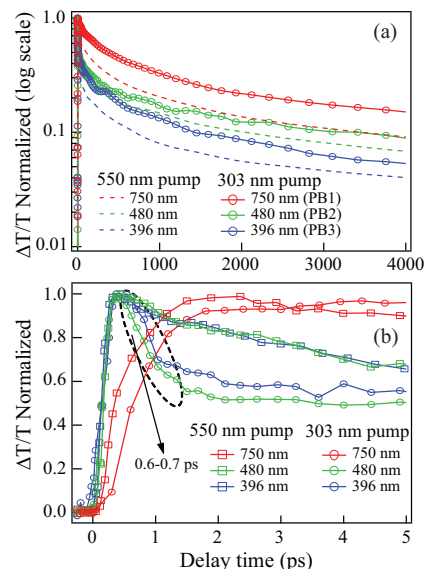 (a)
ΔT/T Normalized (log scale)
1.0
0.1
0.01
550 nm pump 303 nm pump
750 nm 750 nm (PB1)
480 nm 480 nm (PB2)
396 nm 396 nm (PB3)
0 1000 2000 3000 4000
(b)
ΔT/T Normalized
1.0
0.8
0.6
0.4
0.2
0.0
0.6-0.7 ps
550 nm pump 303 nm pump
750 nm 750 nm
480 nm 480 nm
396 nm 396 nm
0 1 2 3 4 5
Delay time (ps)